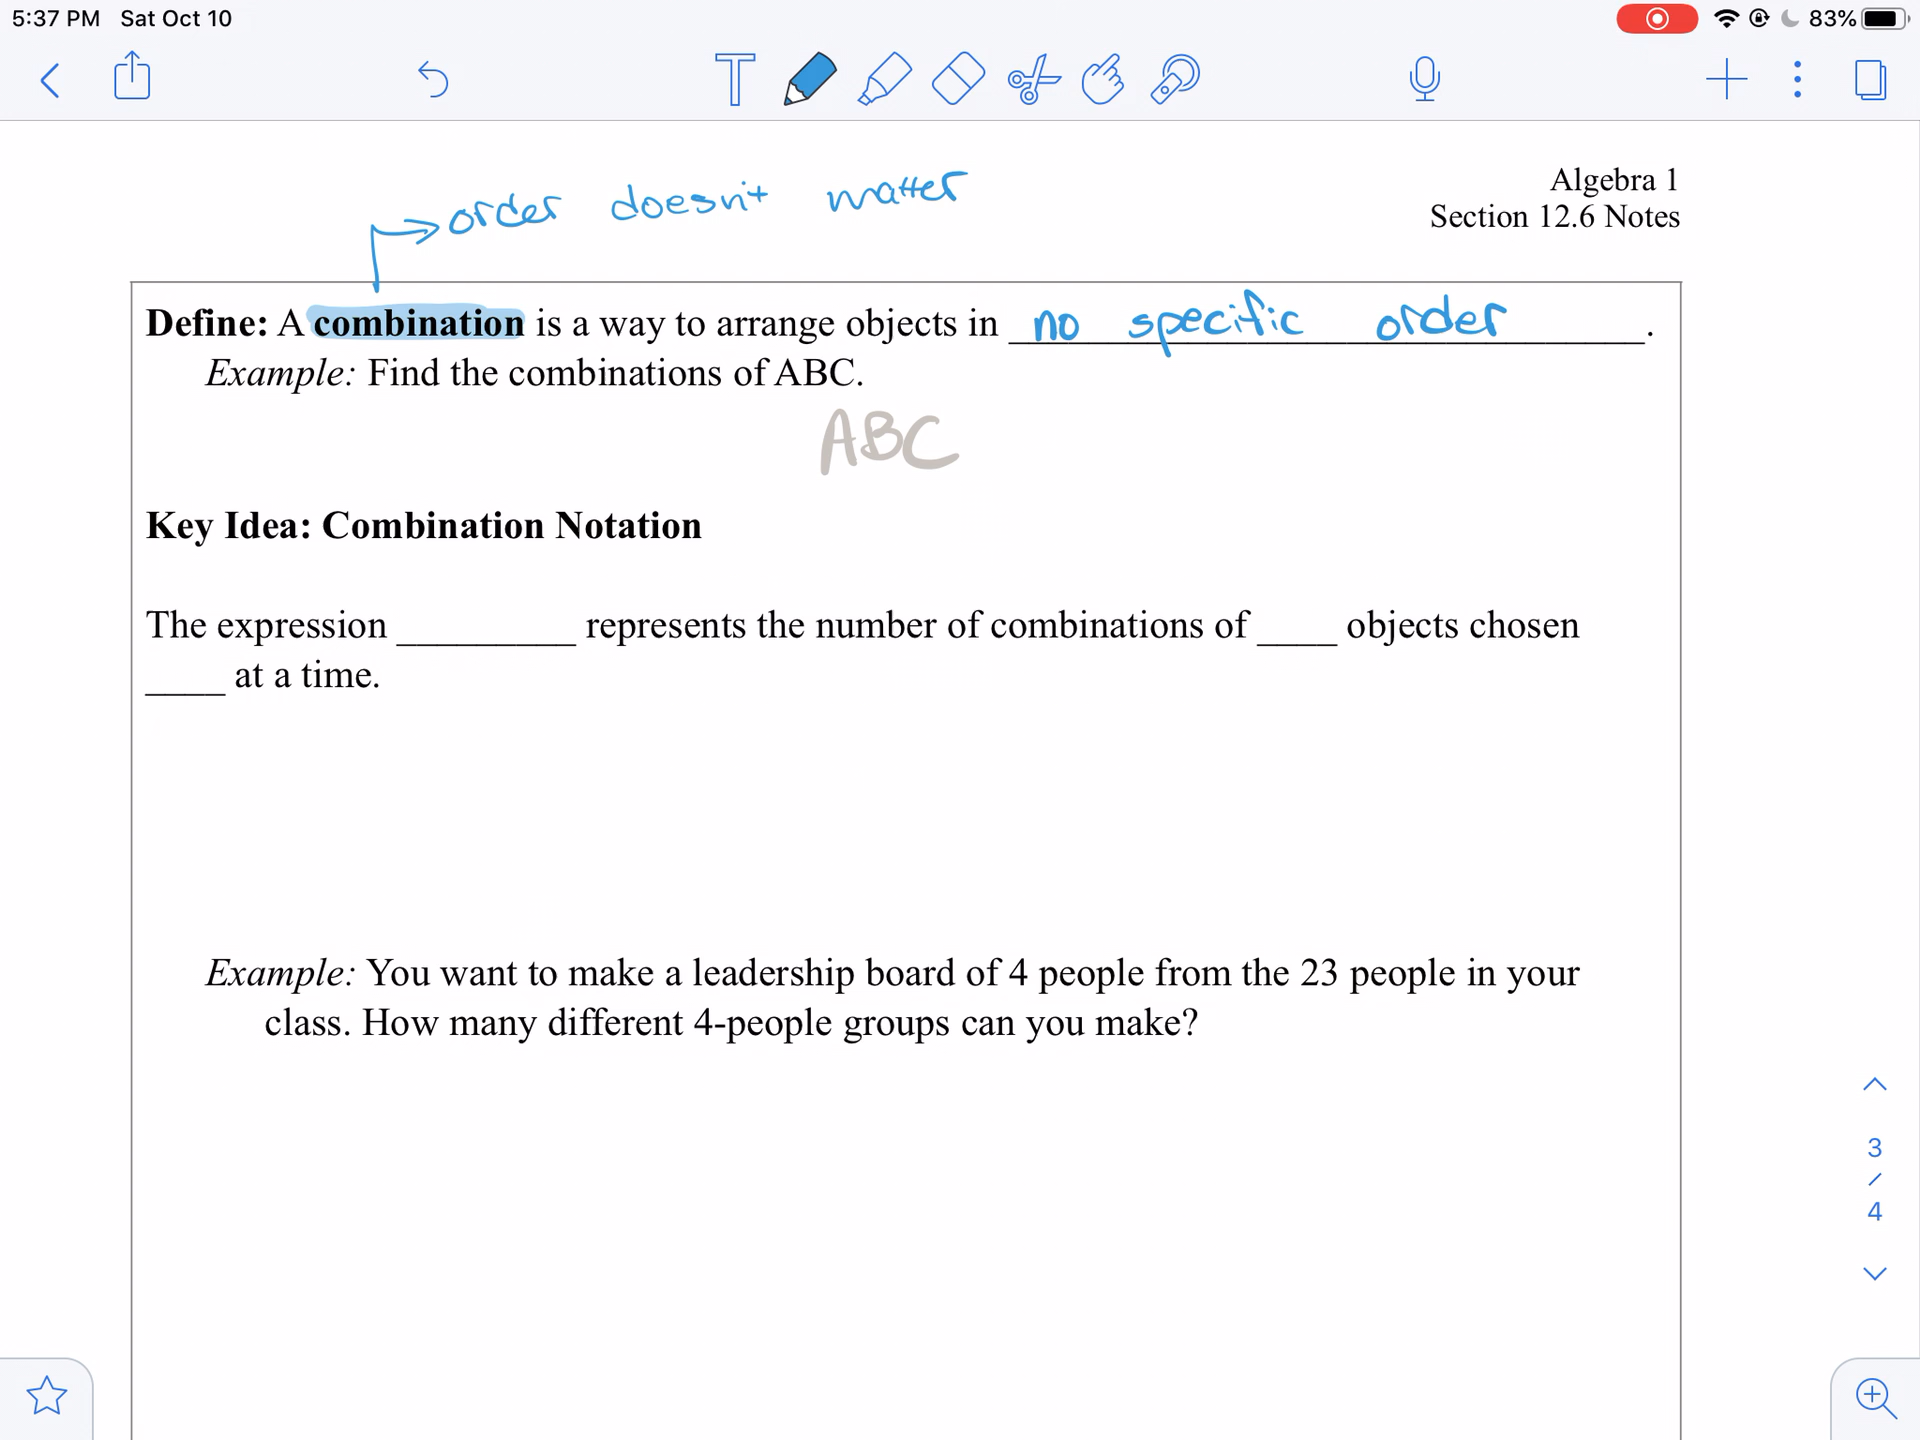 5:37 PM Sat Oct 10
83%
T
order doesn't matter
Algebra 1
Section 12.6 Notes
Define: A combination is a way to arrange objects in no specific order.
Example: Find the combinations of ABC.
ABC
Key Idea: Combination Notation
The expression _________ represents the number of combinations of ____ objects chosen
____ at a time.
Example: You want to make a leadership board of 4 people from the 23 people in your
class. How many different 4-people groups can you make?
3
/
4